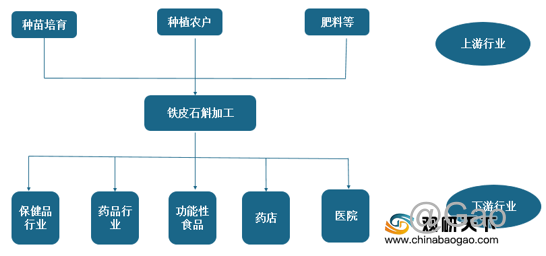 种苗培育
种植农户
肥料等
上游行业
铁皮石斛加工
保健品
行业
药品行
业
功能性
食品
药店
医院
下游行业
@Gap
观研天下
www.chinabaogao.com